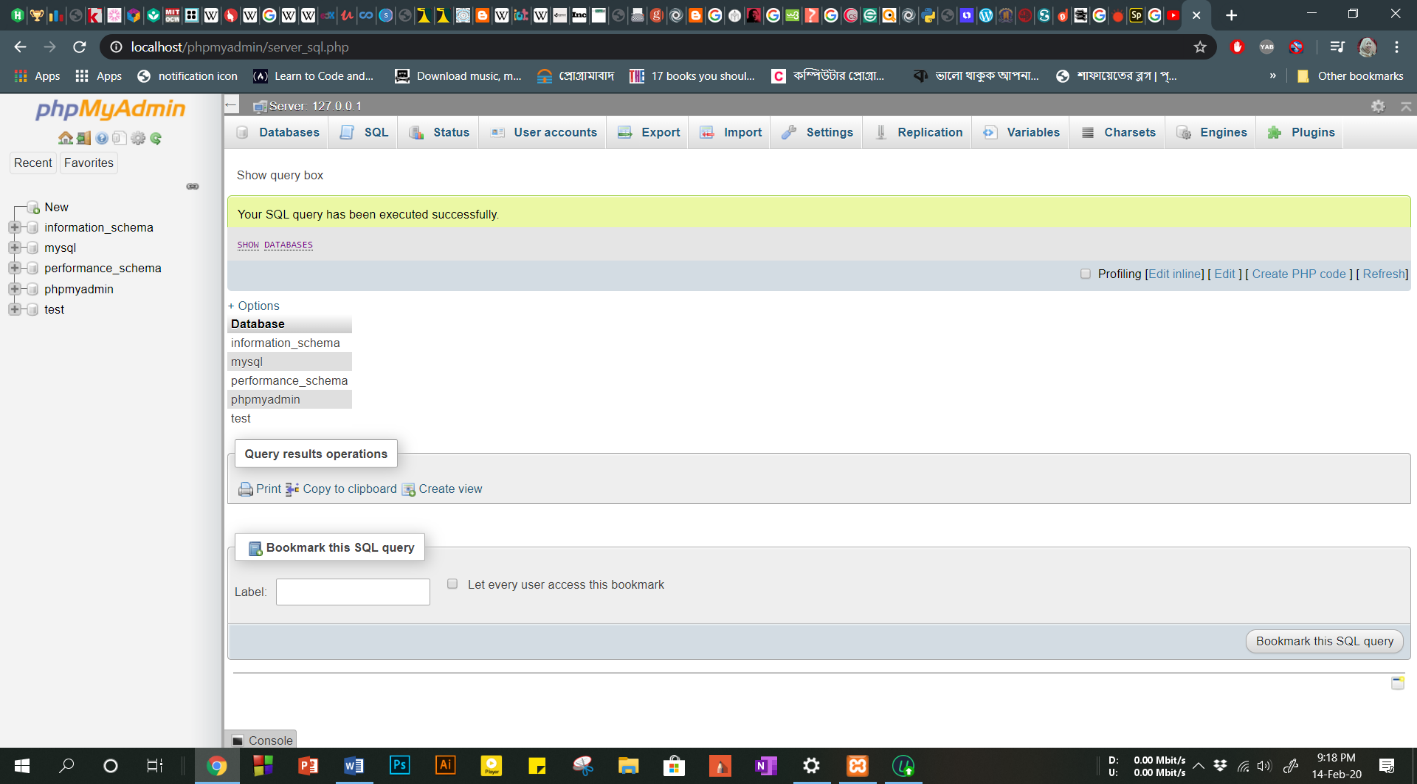 localhost/phpmyadmin/server_sql.php
YAB
Apps Apps notification icon Learn to Code and... Download music, m... প্রোগ্রামাবাদ 17 books you shoul... কম্পিউটার প্রোগ্রা... ভালো থাকুক আপনা... শাফায়েতের ব্লগ | প্... » Other bookmarks
phpMyAdmin
Server: 127.0.0.1
Databases SQL Status User accounts Export Import Settings Replication Variables Charsets Engines Plugins
Recent Favorites
New
information_schema
mysql
performance_schema
phpmyadmin
test
Show query box
Your SQL query has been executed successfully.
SHOW DATABASES
Profiling [Edit inline] [ Edit ] [ Create PHP code ] [ Refresh]
+ Options
Database
information_schema
mysql
performance_schema
phpmyadmin
test
Query results operations
Print Copy to clipboard Create view
Bookmark this SQL query
Label: Let every user access this bookmark
Bookmark this SQL query
Console
D: 0.00 Mbit/s
U: 0.00 Mbit/s
9:18 PM
14-Feb-20